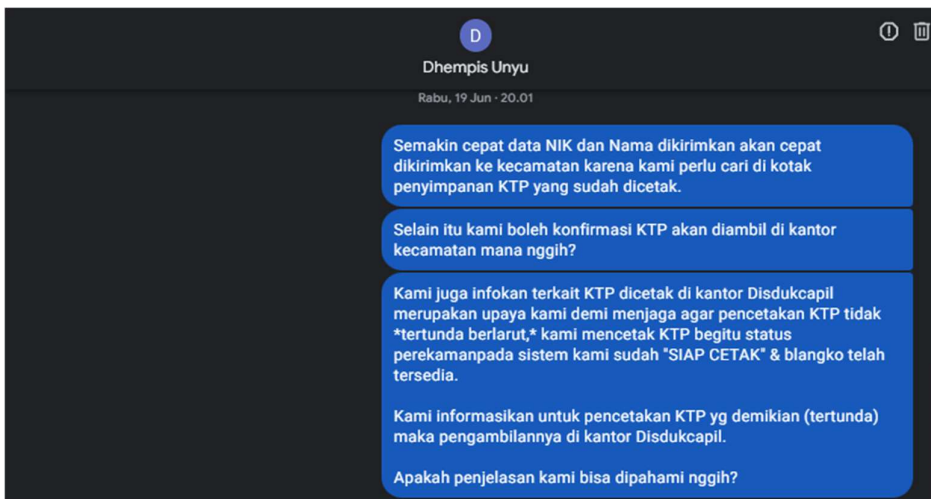 D
Dhempis Unyu
Rabu, 19 Jun · 20.01
Semakin cepat data NIK dan Nama dikirimkan akan cepat
dikirimkan ke kecamatan karena kami perlu cari di kotak
penyimpanan KTP yang sudah dicetak.
Selain itu kami boleh konfirmasi KTP akan diambil di kantor
kecamatan mana nggih?
Kami juga infokan terkait KTP dicetak di kantor Disdukcapil
merupakan upaya kami demi menjaga agar pencetakan KTP tidak
*tertunda berlarut,* kami mencetak KTP begitu status
perekamanpada sistem kami sudah "SIAP CETAK" & blangko telah
tersedia.
Kami informasikan untuk pencetakan KTP yg demikian (tertunda)
maka pengambilannya di kantor Disdukcapil.
Apakah penjelasan kami bisa dipahami nggih?